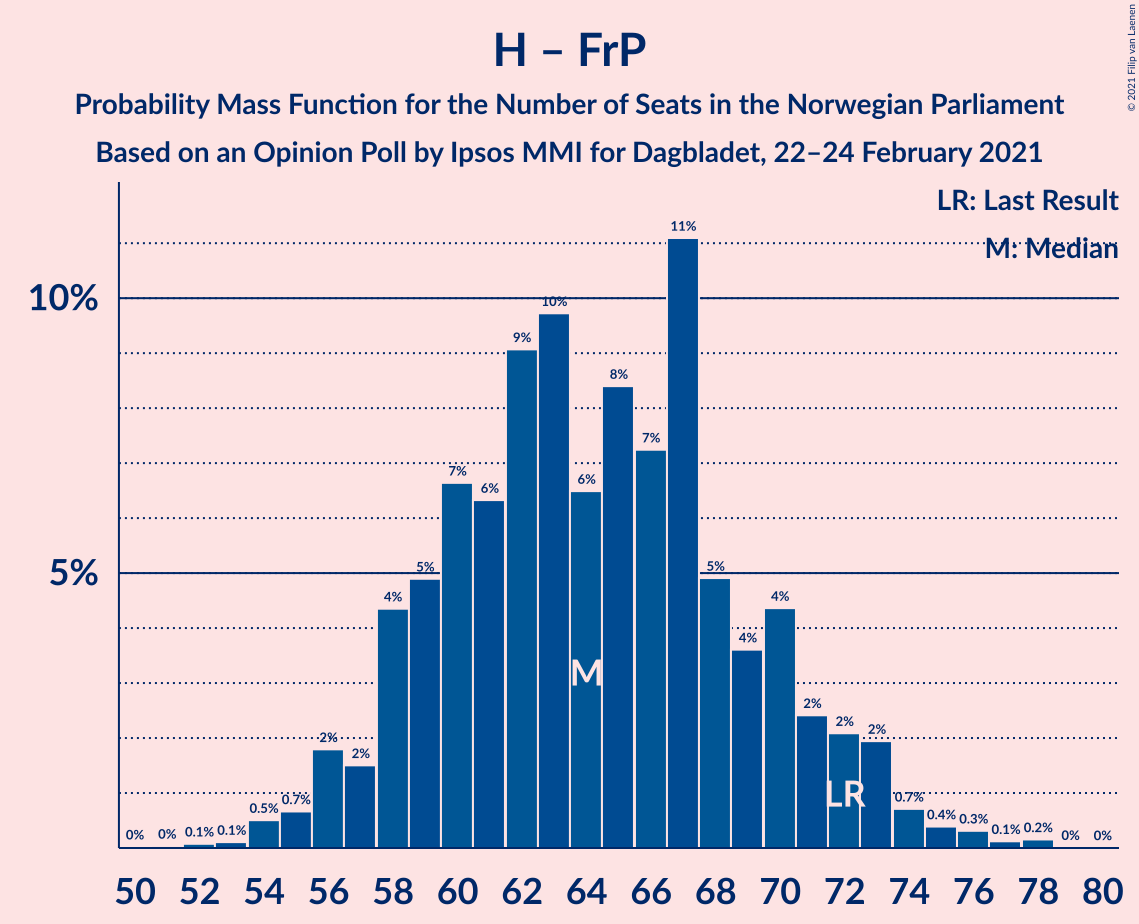 H – FrP
Probability Mass Function for the Number of Seats in the Norwegian Parliament
Based on an Opinion Poll by Ipsos MMI for Dagbladet, 22–24 February 2021
© 2021 Filip van Laenen
LR: Last Result
M: Median
10%
5%
0% 0% 0.1% 0.1% 0.5% 0.7% 2% 2% 4% 5% 7% 6% 9% 10% 6% 8% 7% 11% 5% 4% 4% 2% 2% 2% 0.7% 0.4% 0.3% 0.1% 0.2% 0% 0%
M
LR
50 52 54 56 58 60 62 64 66 68 70 72 74 76 78 80